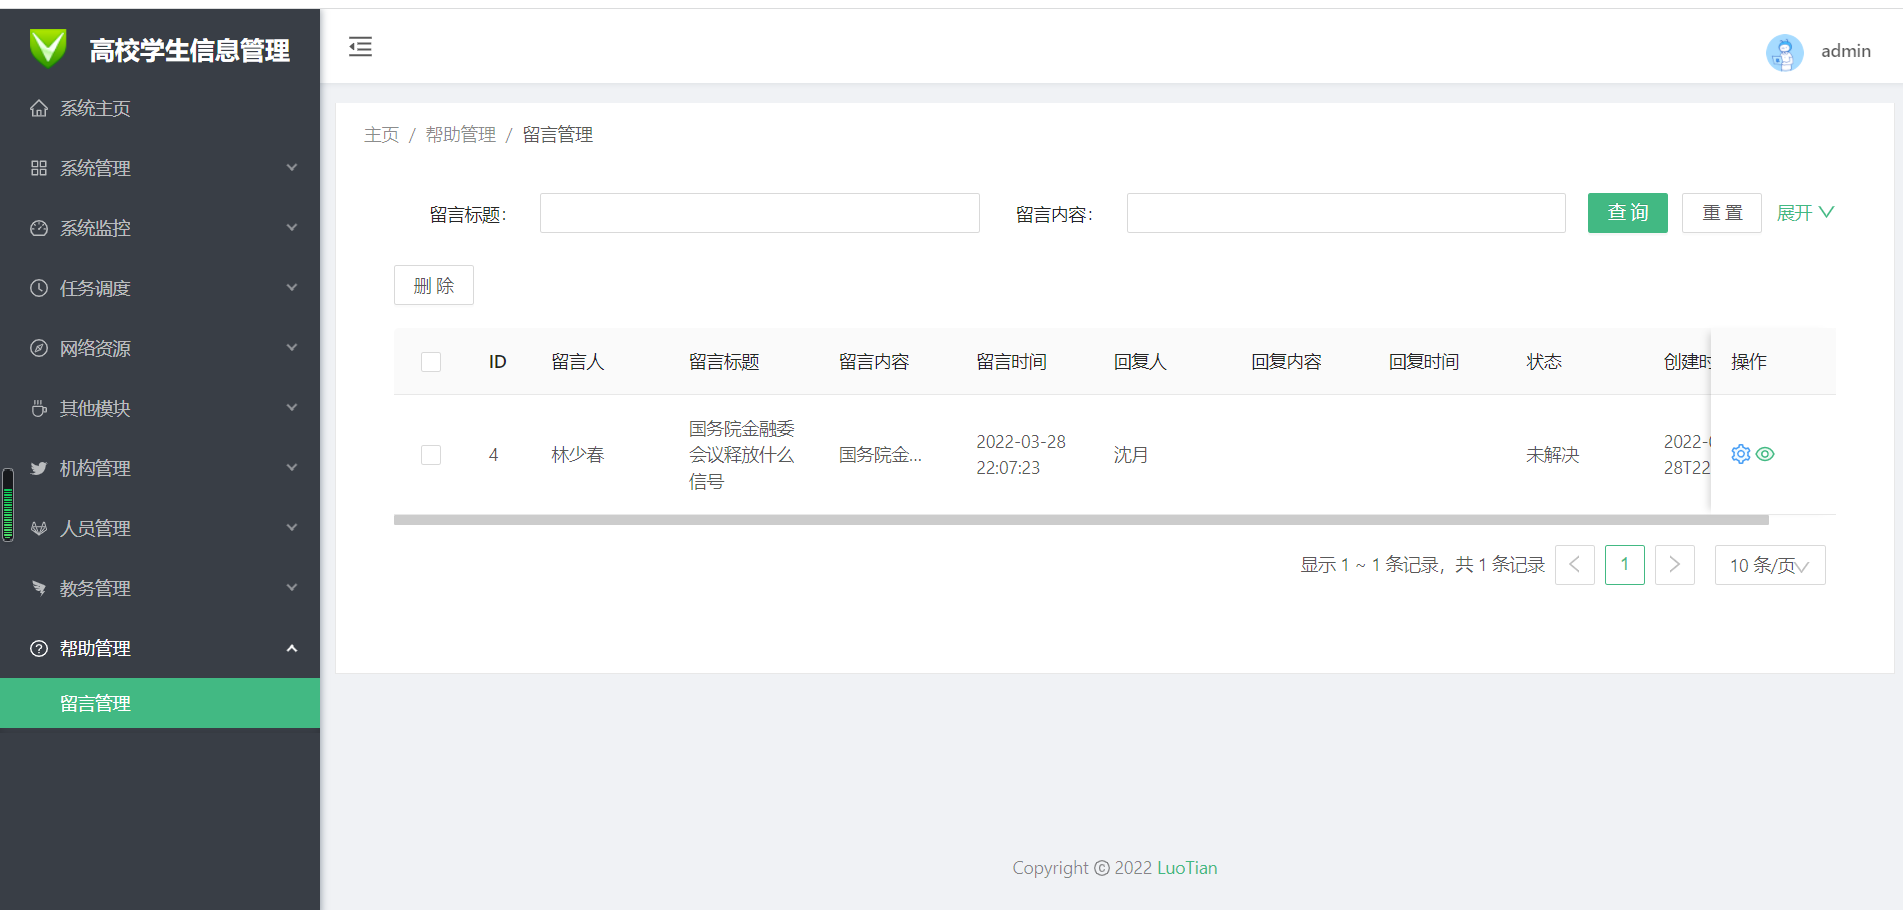 高校学生信息管理
admin
系统主页
系统管理
系统监控
任务调度
网络资源
其他模块
机构管理
人员管理
教务管理
帮助管理
留言管理
主页 / 帮助管理 / 留言管理
留言标题: 留言内容: 查 询 重 置 展开
删 除
ID 留言人 留言标题 留言内容 留言时间 回复人 回复内容 回复时间 状态 创建时 操作
4 林少春 国务院金融委会议释放什么信号 国务院金... 2022-03-28 22:07:23 沈月 未解决 2022- 28T22
显示 1 ~ 1 条记录，共 1 条记录 1 10 条/页
Copyright © 2022 LuoTian